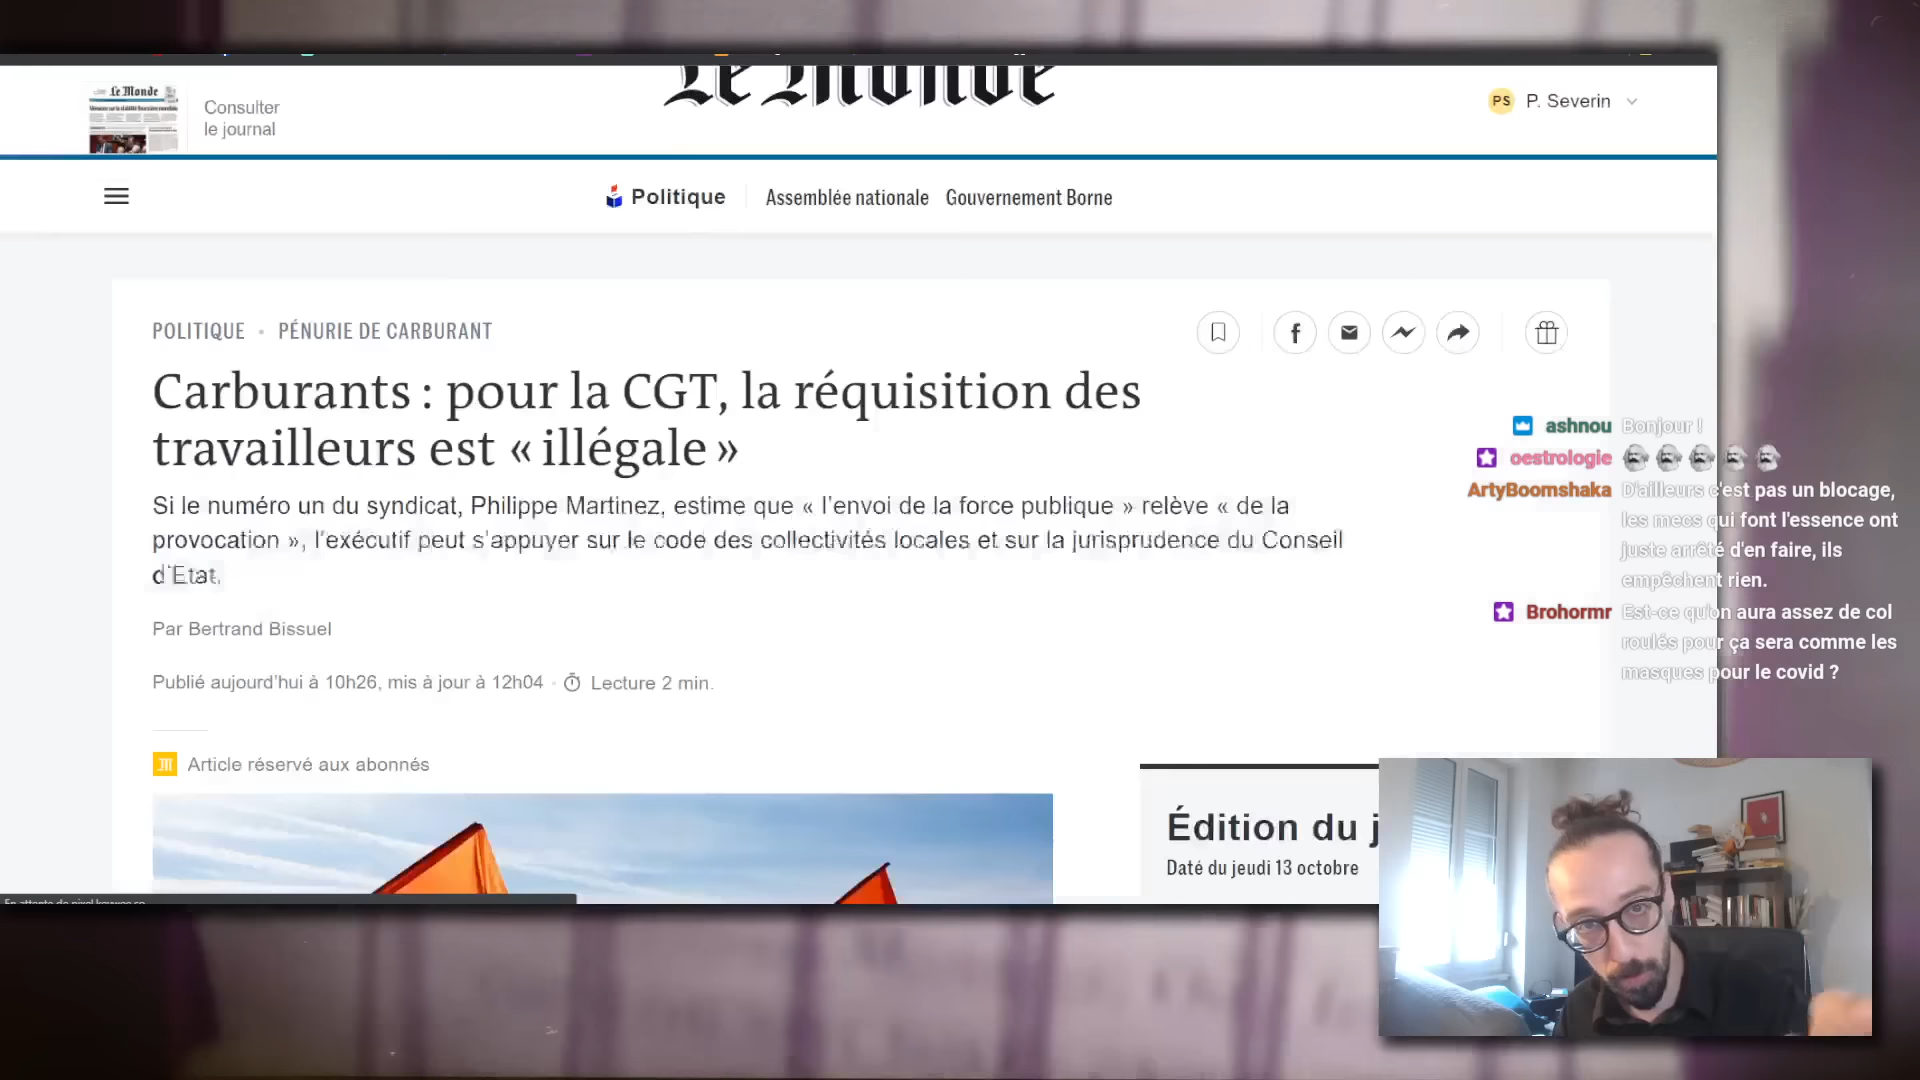 Le Monde
Le Monde
Consulter
le journal
PS P. Severin
Politique
Assemblée nationale
Gouvernement Borne
POLITIQUE • PÉNURIE DE CARBURANT
Carburants : pour la CGT, la réquisition des
travailleurs est « illégale »
Si le numéro un du syndicat, Philippe Martinez, estime que « l’envoi de la force publique » relève « de la
provocation », l’exécutif peut s’appuyer sur le code des collectivités locales et sur la jurisprudence du Conseil
d’Etat.
Par Bertrand Bissuel
Publié aujourd’hui à 10h26, mis à jour à 12h04 • Lecture 2 min.
Article réservé aux abonnés
Édition du j
Daté du jeudi 13 octobre
ashnou Bonjour !
oestrologie
ArtyBoomshaka D'ailleurs c'est pas un blocage,
les mecs qui font l'essence ont
juste arrêté d'en faire, ils
empêchent rien.
Brohormr Est-ce qu'on aura assez de col
roulés pour ça sera comme les
masques pour le covid ?